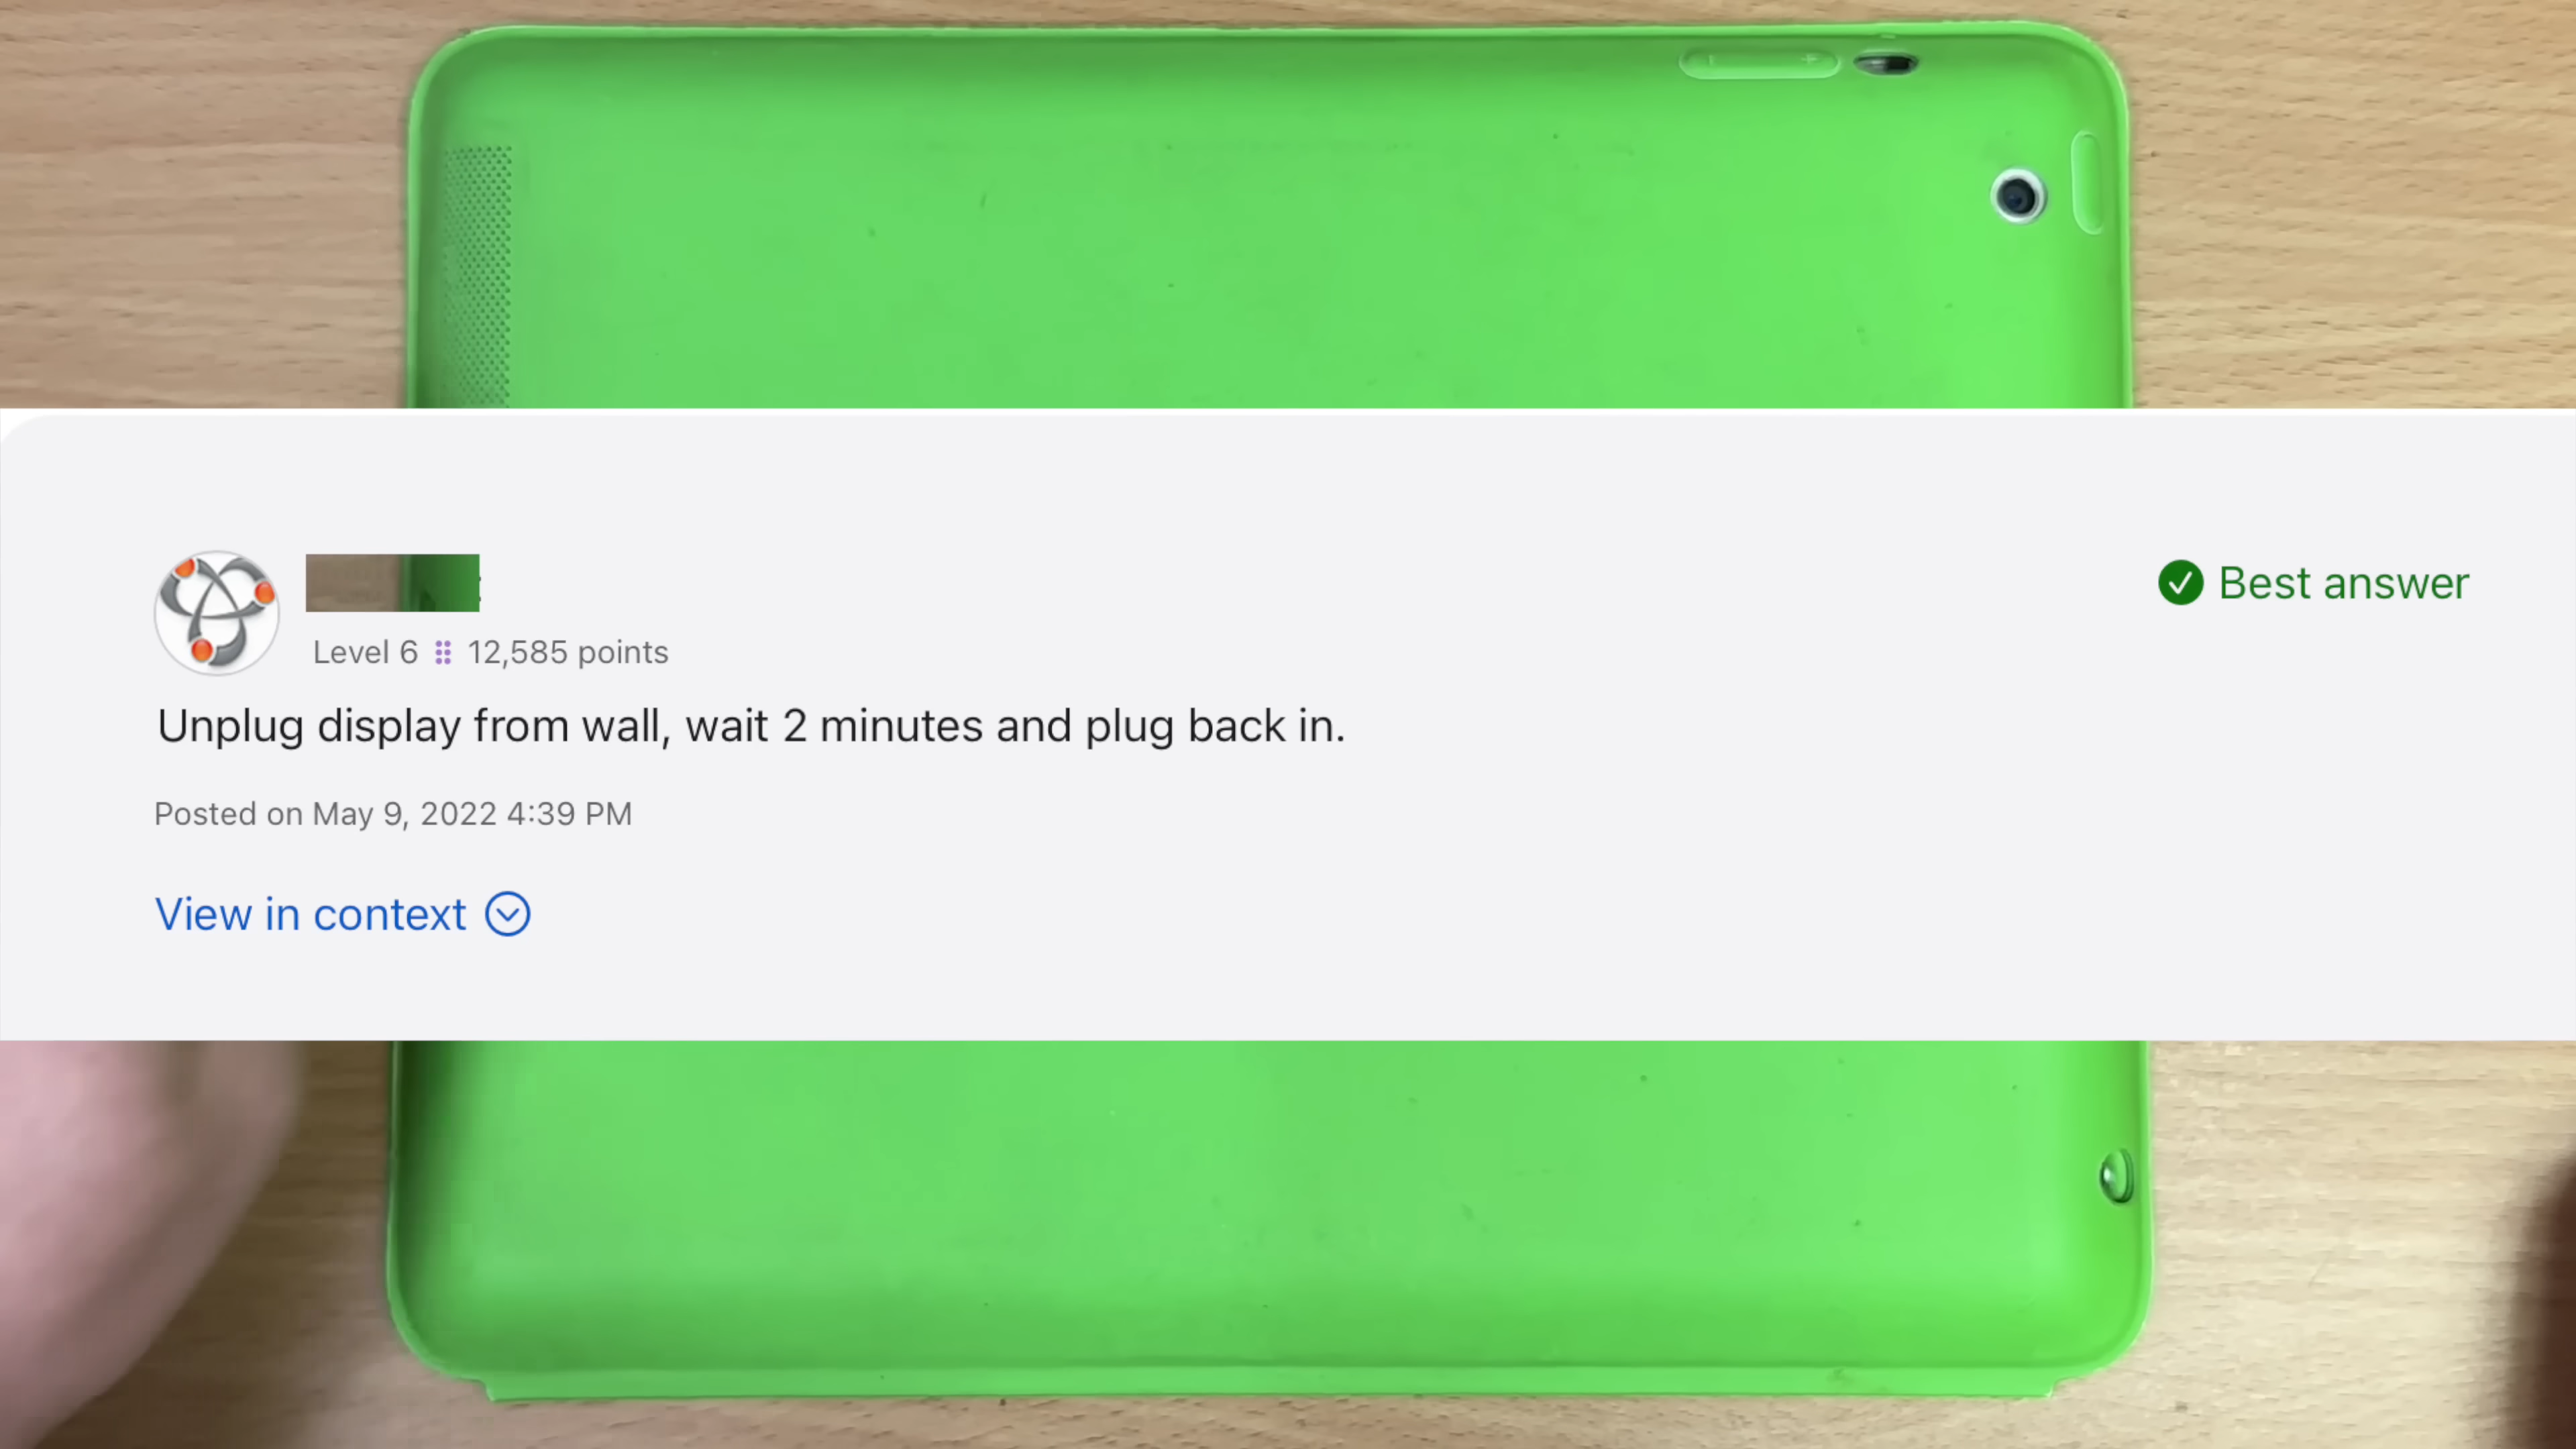 Best answer
Level 6 12,585 points
Unplug display from wall, wait 2 minutes and plug back in.
Posted on May 9, 2022 4:39 PM
View in context